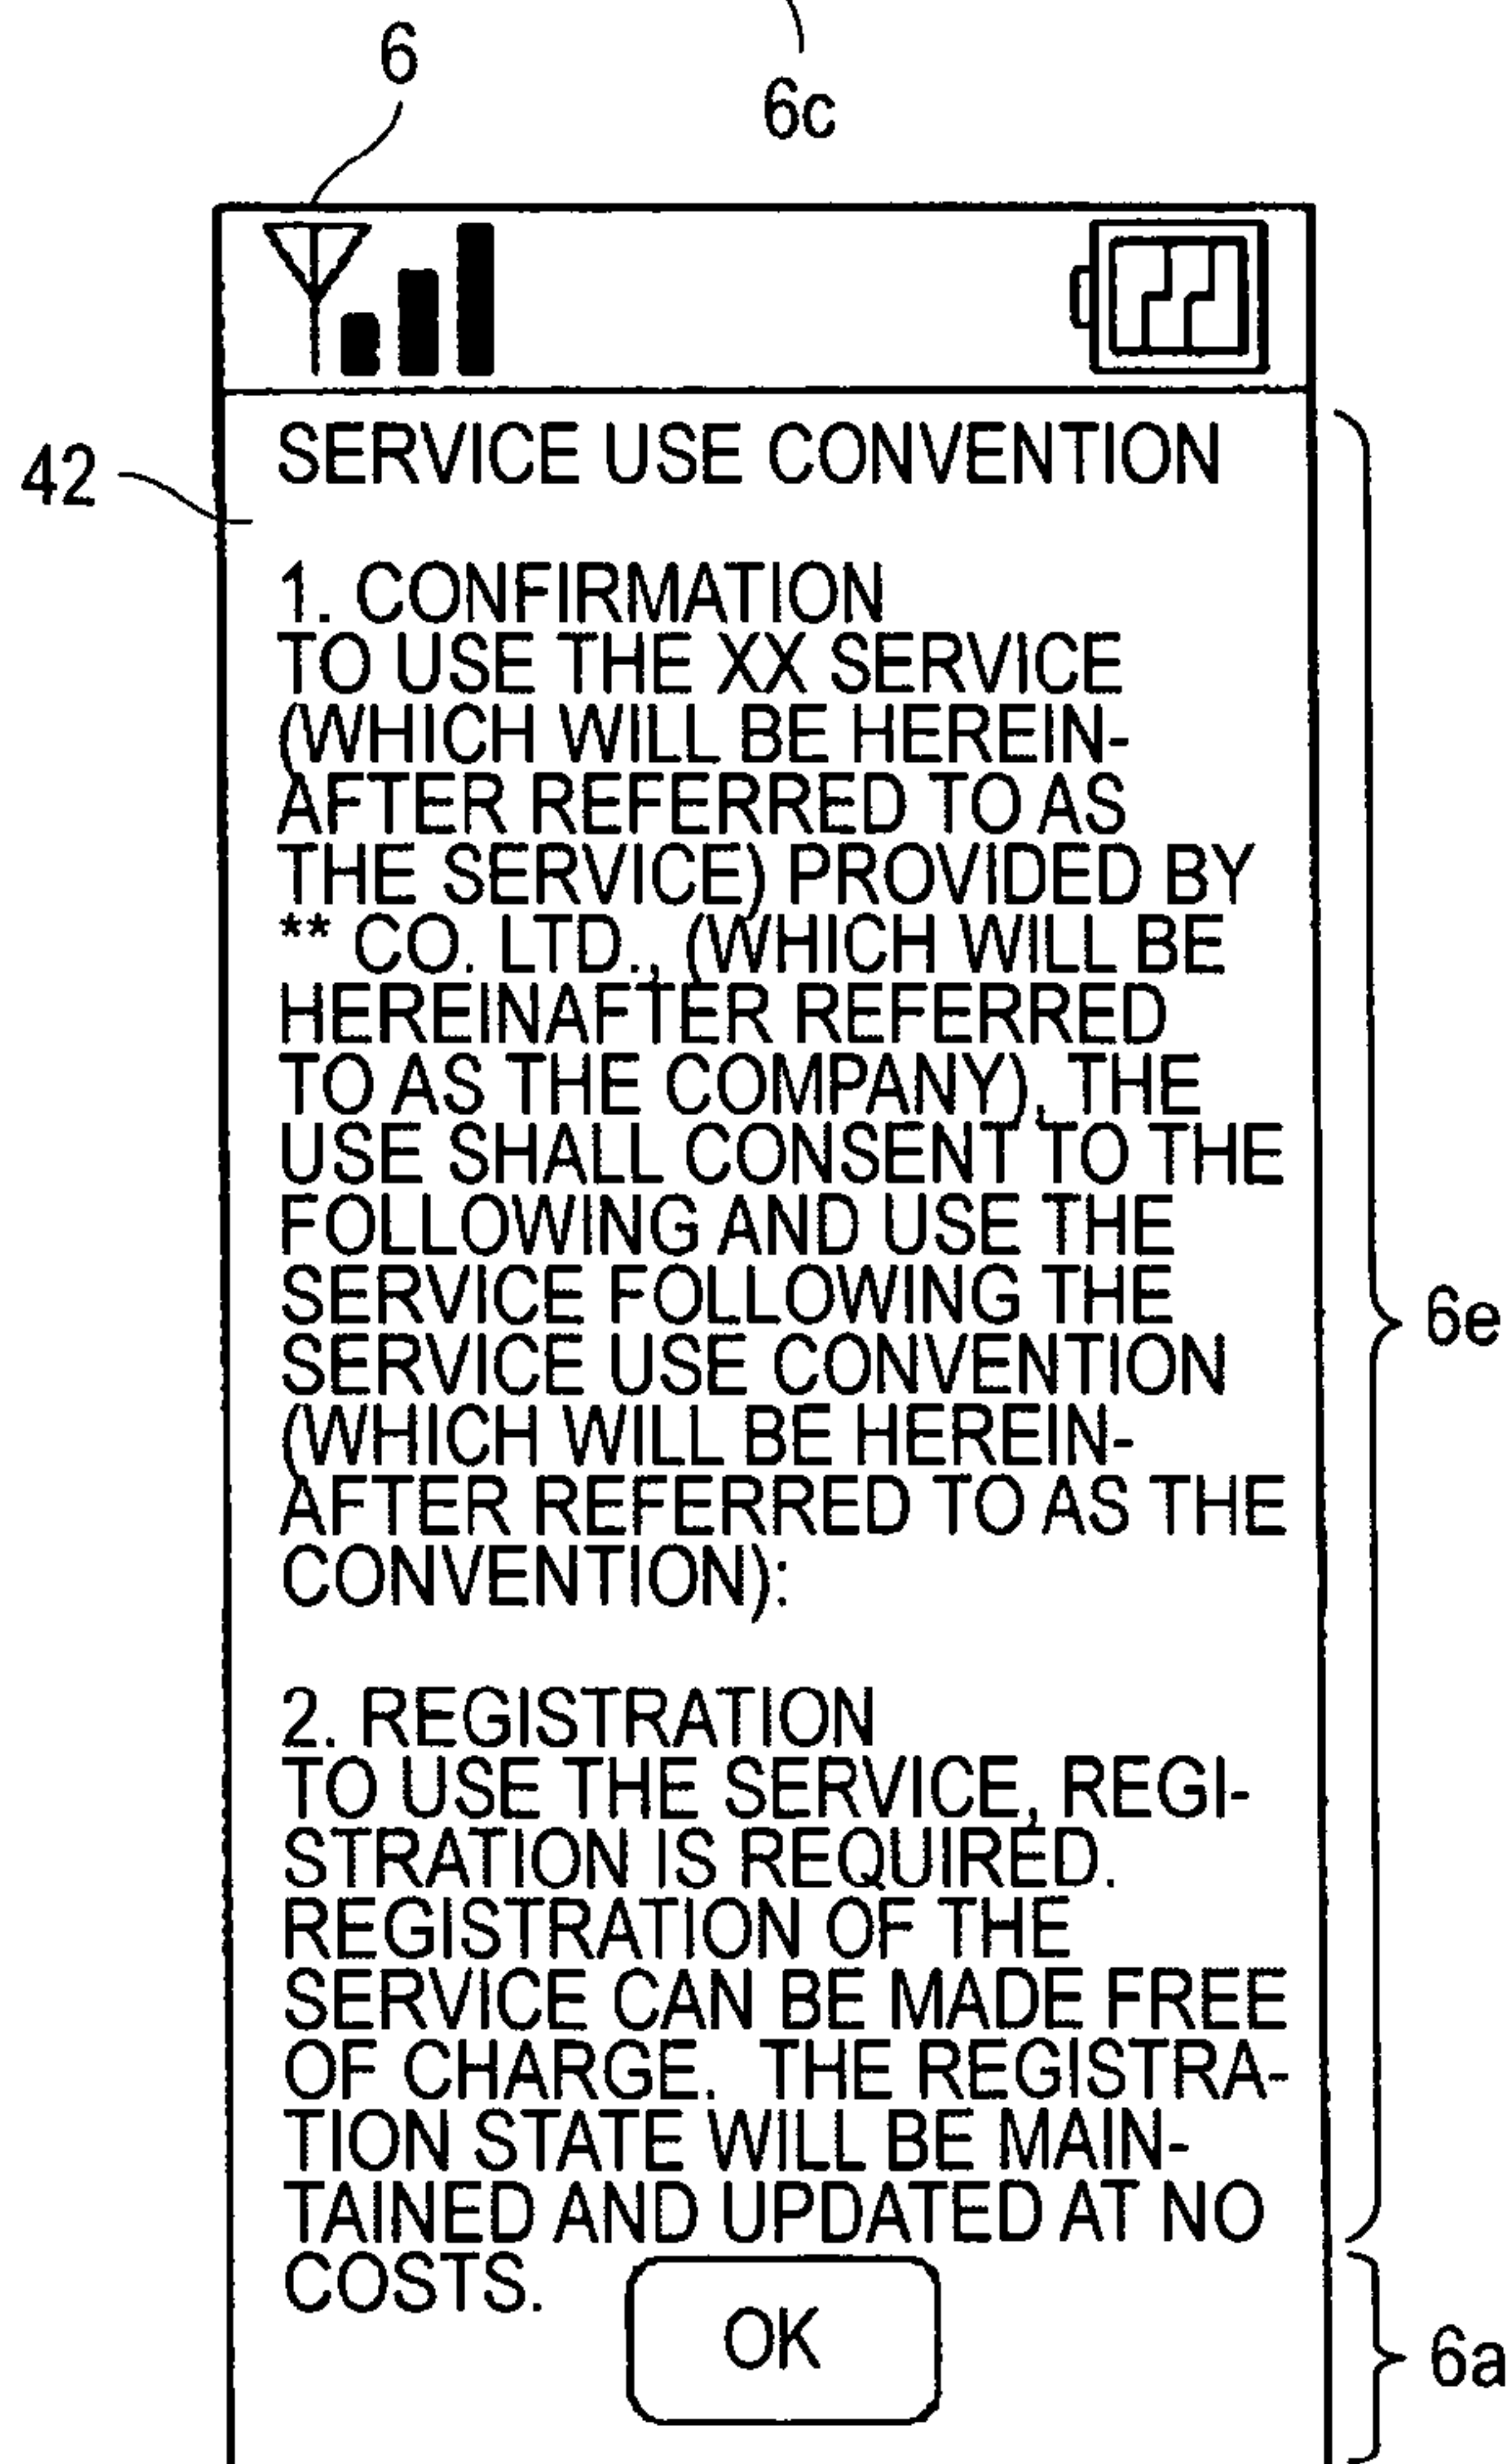 6
6c
42
SERVICE USE CONVENTION
1. CONFIRMATION
TO USE THE XX SERVICE
(WHICH WILL BE HEREIN-
AFTER REFERRED TO AS
THE SERVICE) PROVIDED BY
** CO. LTD., (WHICH WILL BE
HEREINAFTER REFERRED
TO AS THE COMPANY), THE
USE SHALL CONSENT TO THE
FOLLOWING AND USE THE
SERVICE FOLLOWING THE
SERVICE USE CONVENTION
(WHICH WILL BE HEREIN-
AFTER REFERRED TO AS THE
CONVENTION):
6e
2. REGISTRATION
TO USE THE SERVICE, REGI-
STRATION IS REQUIRED.
REGISTRATION OF THE
SERVICE CAN BE MADE FREE
OF CHARGE. THE REGISTRA-
TION STATE WILL BE MAIN-
TAINED AND UPDATED AT NO
COSTS.
OK
6a